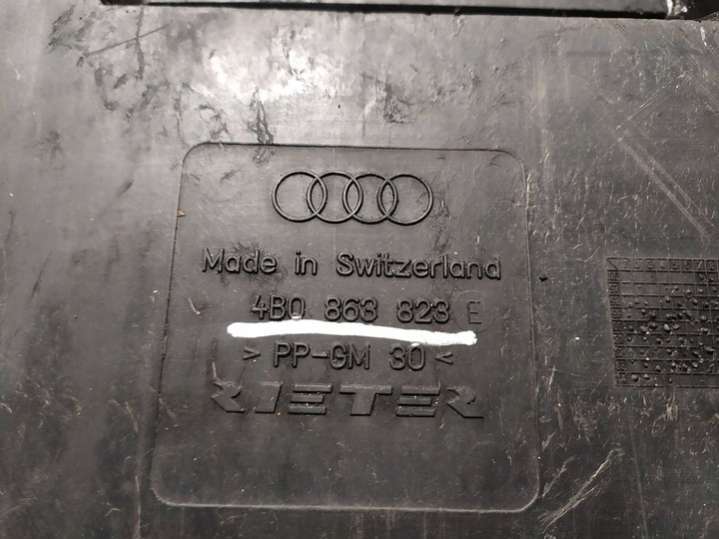 Made in Switzerland
4B0 863 823 E
> PP-GM 30 <
RIETER